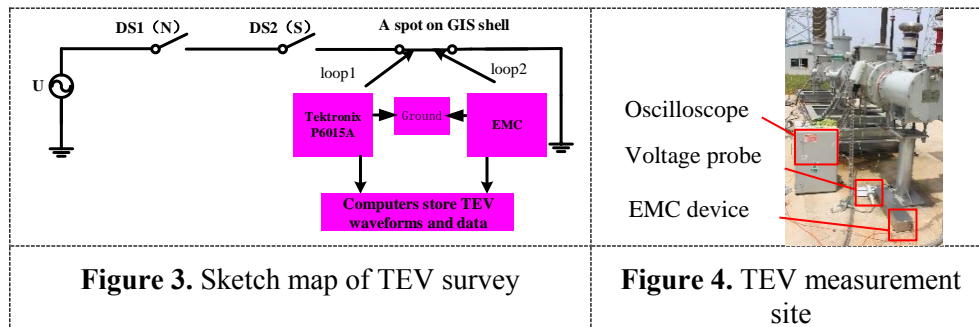 DS1（N）
DS2（S）
A spot on GIS shell
loop1
loop2
U
Tektronix
P6015A
Ground
EMC
Computers store TEV
waveforms and data
Figure 3. Sketch map of TEV survey
Oscilloscope
Voltage probe
EMC device
Figure 4. TEV measurement
site